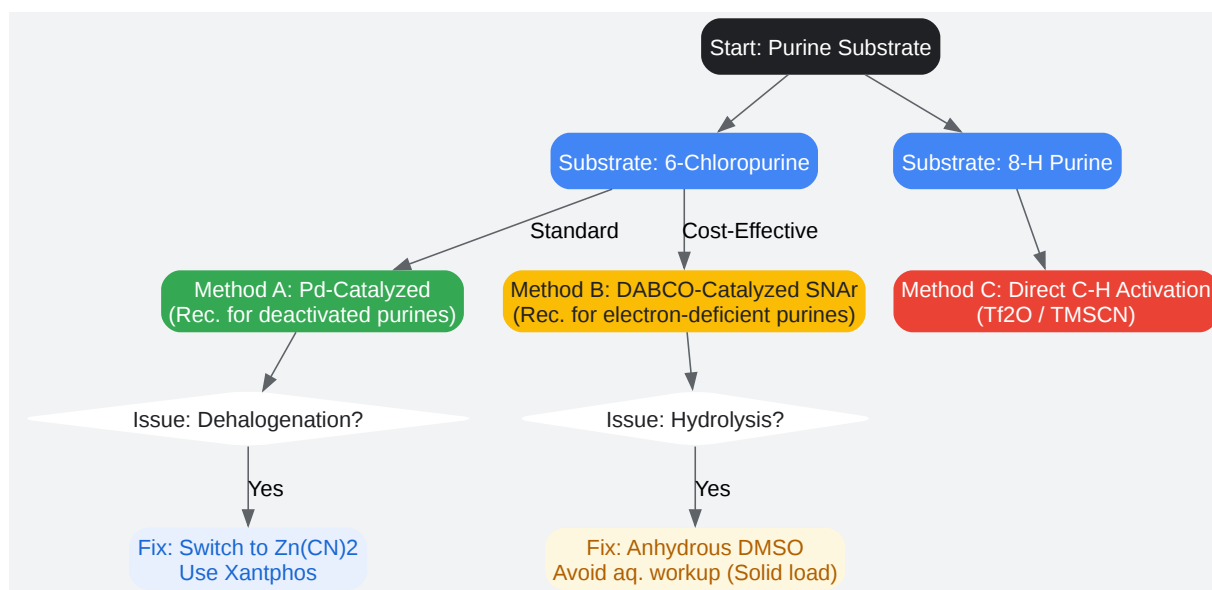 Start: Purine Substrate
Substrate: 6-Chloropurine
Substrate: 8-H Purine
Standard
Cost-Effective
Method A: Pd-Catalyzed
(Rec. for deactivated purines)
Method B: DABCO-Catalyzed SNAr
(Rec. for electron-deficient purines)
Method C: Direct C-H Activation
(Tf2O / TMSCN)
Issue: Dehalogenation?
Issue: Hydrolysis?
Yes
Yes
Fix: Switch to Zn(CN)2
Use Xantphos
Fix: Anhydrous DMSO
Avoid aq. workup (Solid load)